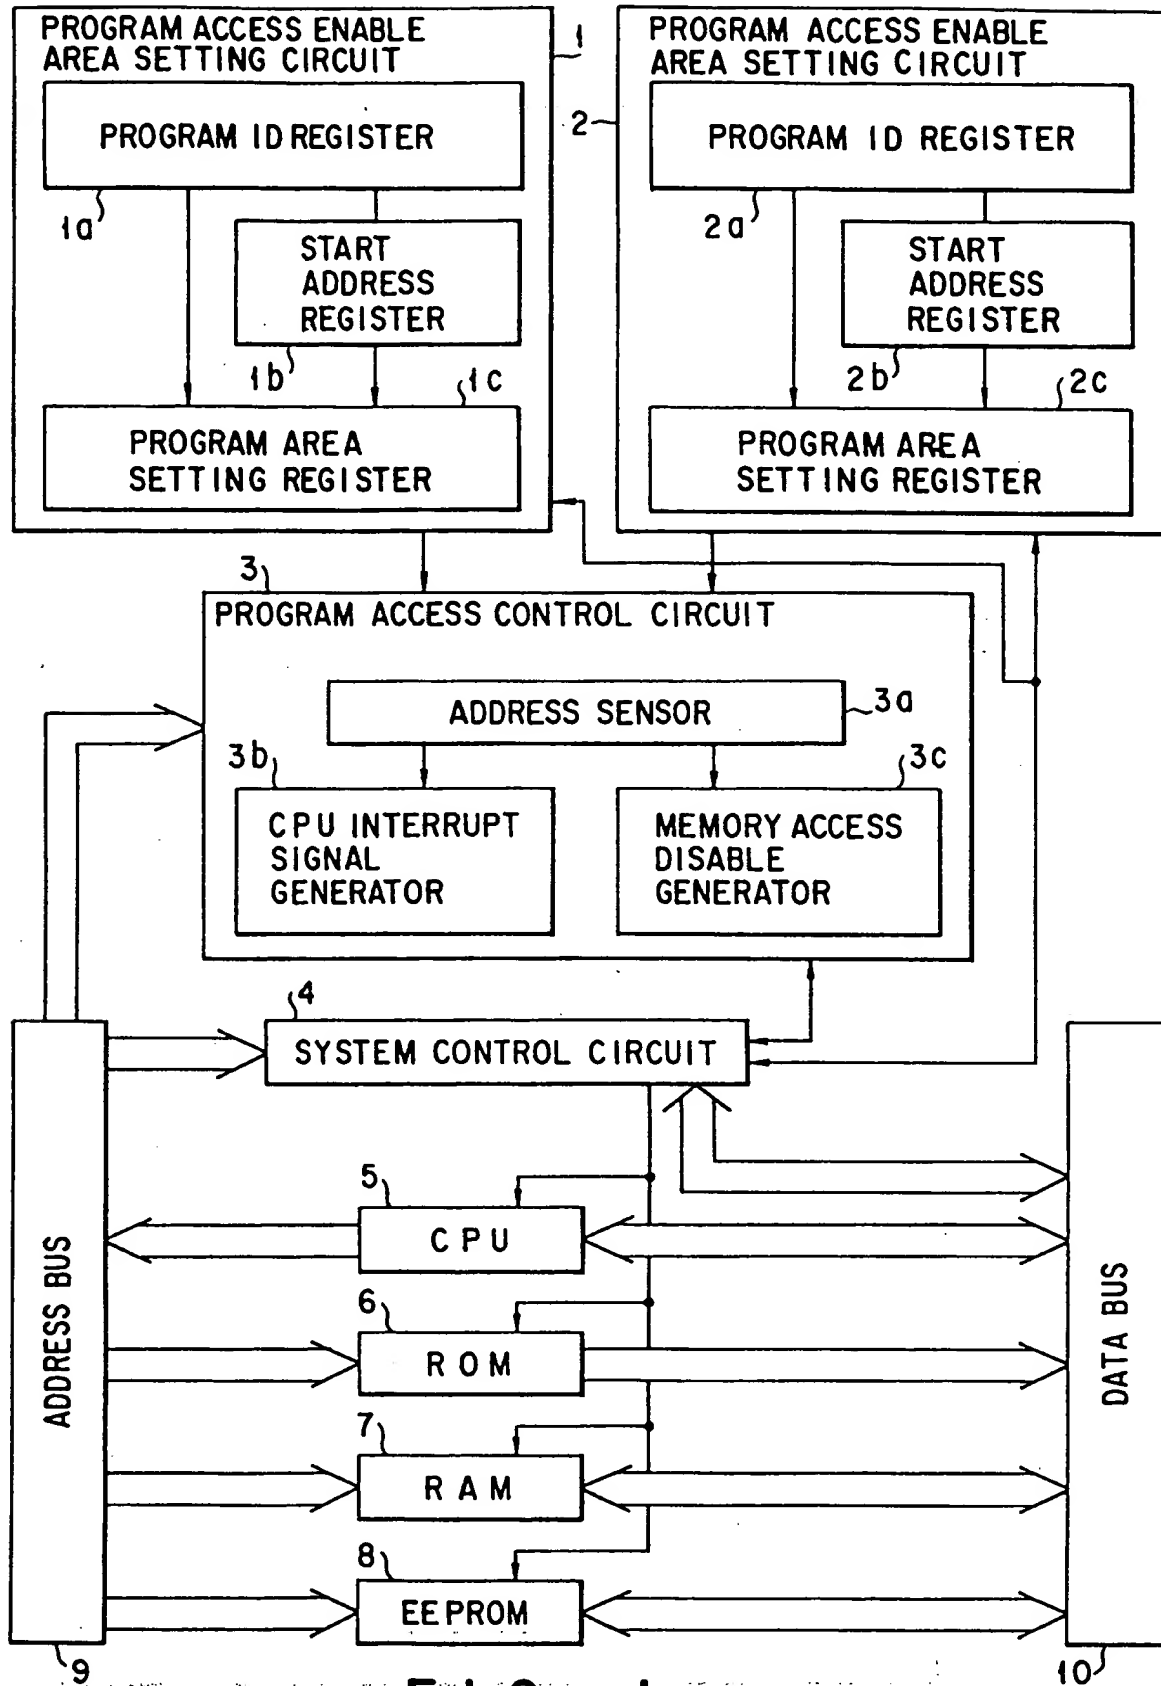 PROGRAM ACCESS ENABLE
AREA SETTING CIRCUIT
1
PROGRAM ID REGISTER
1a
START
ADDRESS
REGISTER
1b
1c
PROGRAM AREA
SETTING REGISTER
PROGRAM ACCESS ENABLE
AREA SETTING CIRCUIT
2
PROGRAM ID REGISTER
2a
START
ADDRESS
REGISTER
2b
2c
PROGRAM AREA
SETTING REGISTER
3
PROGRAM ACCESS CONTROL CIRCUIT
ADDRESS SENSOR
3a
3b
CPU INTERRUPT
SIGNAL
GENERATOR
3c
MEMORY ACCESS
DISABLE
GENERATOR
4
SYSTEM CONTROL CIRCUIT
5
CPU
6
ROM
7
RAM
8
EEPROM
ADDRESS BUS
9
DATA BUS
10